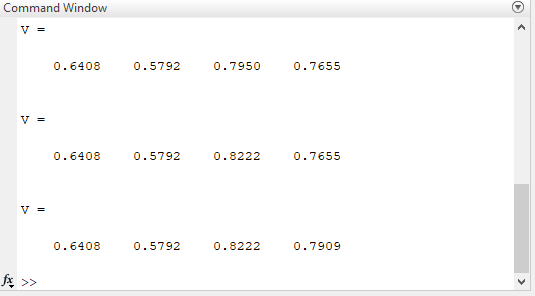 Command Window
V =
0.6408 0.5792 0.7950 0.7655
V =
0.6408 0.5792 0.8222 0.7655
V =
0.6408 0.5792 0.8222 0.7909
fx >>